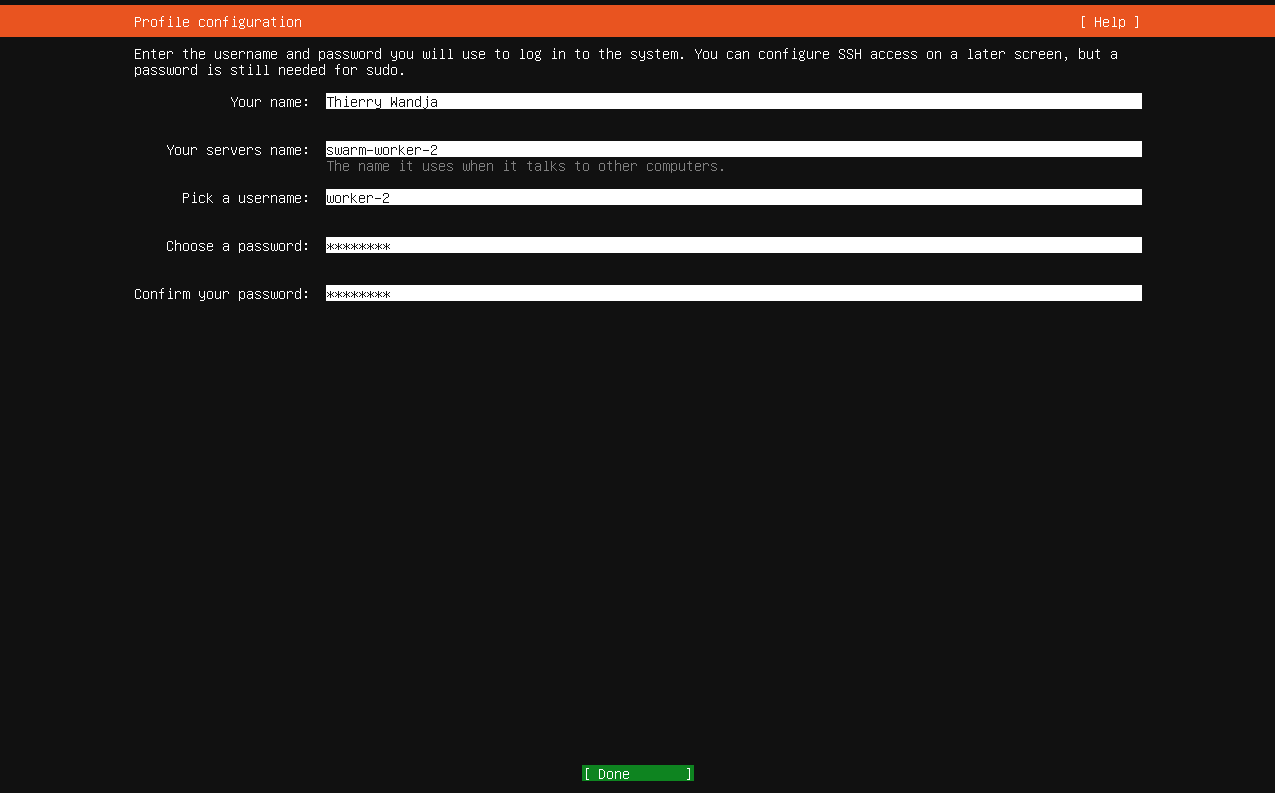 Profile configuration [ Help ]
Enter the username and password you will use to log in to the system. You can configure SSH access on a later screen, but a
password is still needed for sudo.
Your name: Thierry Wandja
Your servers name: swarm-worker-2
The name it uses when it talks to other computers.
Pick a username: worker-2
Choose a password: ********
Confirm your password: ********
[ Done ]